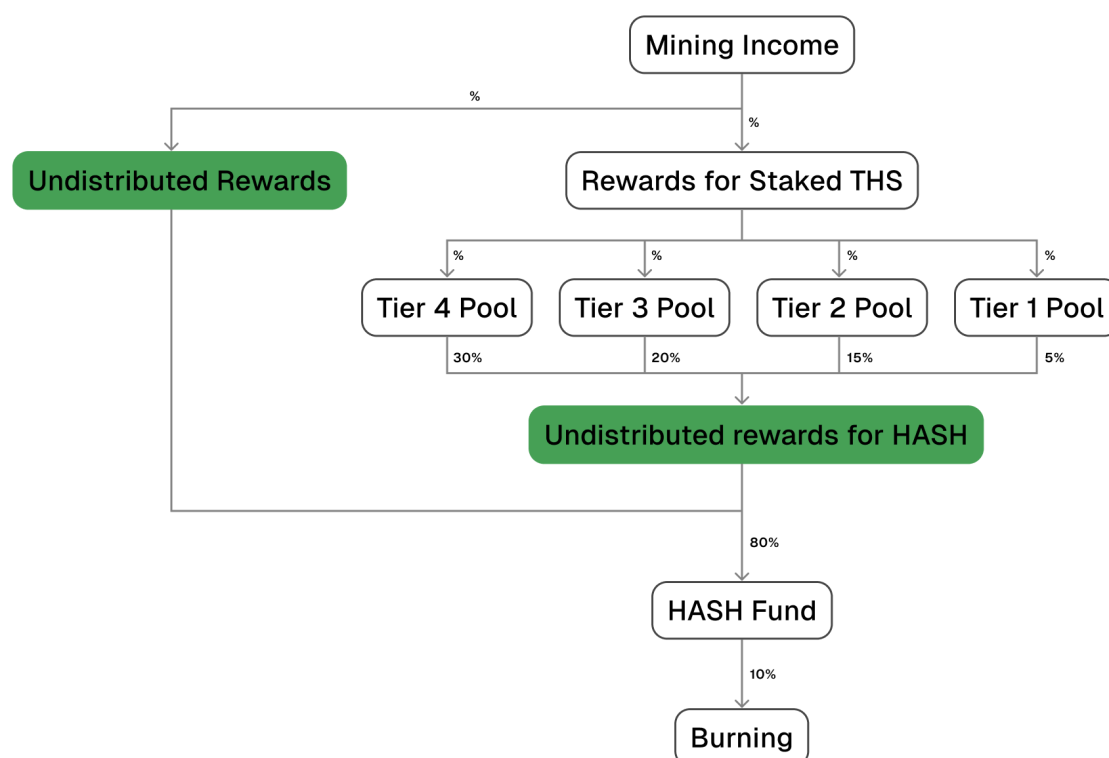 Mining Income
%
%
Undistributed Rewards
Rewards for Staked THS
%
%
%
%
Tier 4 Pool
Tier 3 Pool
Tier 2 Pool
Tier 1 Pool
30%
20%
15%
5%
Undistributed rewards for HASH
80%
HASH Fund
10%
Burning